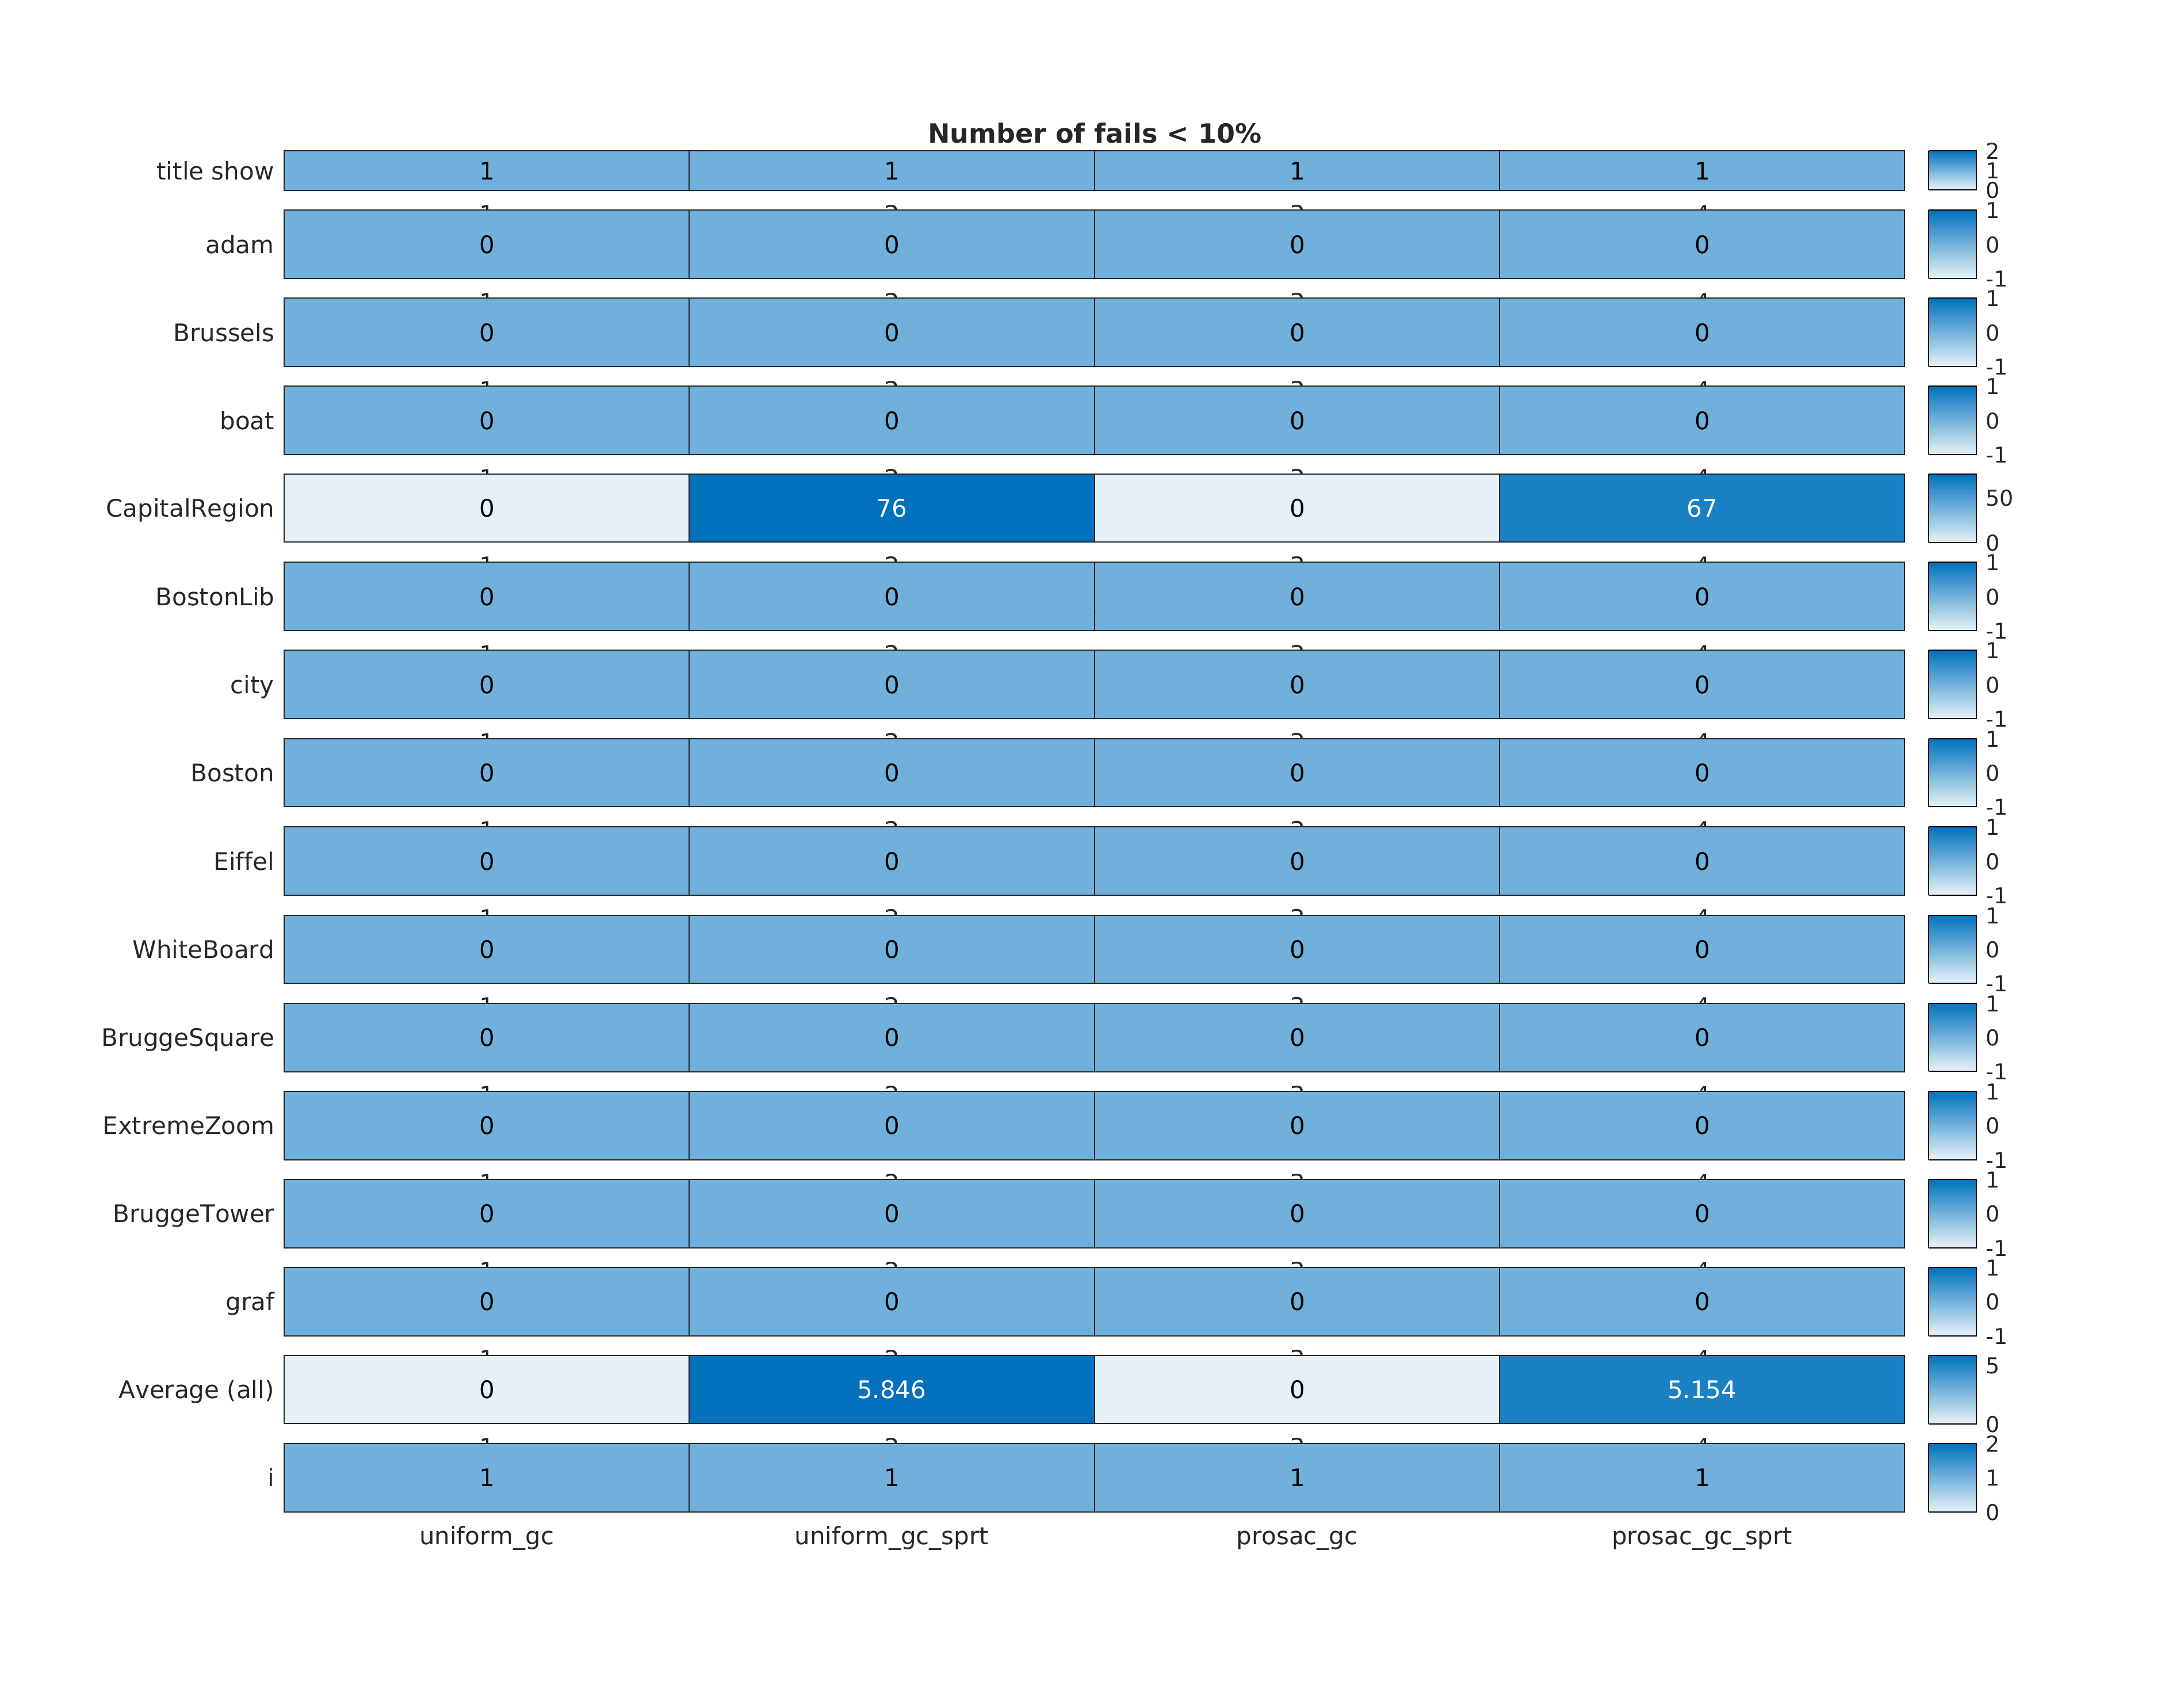 Number of fails < 10%
title show 1 1 1 1 2 1 0
adam 0 0 0 0 1 0 -1
Brussels 0 0 0 0 1 0 -1
boat 0 0 0 0 1 0 -1
CapitalRegion 0 76 0 67 50 0
BostonLib 0 0 0 0 1 0 -1
city 0 0 0 0 1 0 -1
Boston 0 0 0 0 1 0 -1
Eiffel 0 0 0 0 1 0 -1
WhiteBoard 0 0 0 0 1 0 -1
BruggeSquare 0 0 0 0 1 0 -1
ExtremeZoom 0 0 0 0 1 0 -1
BruggeTower 0 0 0 0 1 0 -1
graf 0 0 0 0 1 0 -1
Average (all) 0 5.846 0 5.154 5 0
i 1 1 1 1 2 1 0
uniform_gc uniform_gc_sprt prosac_gc prosac_gc_sprt